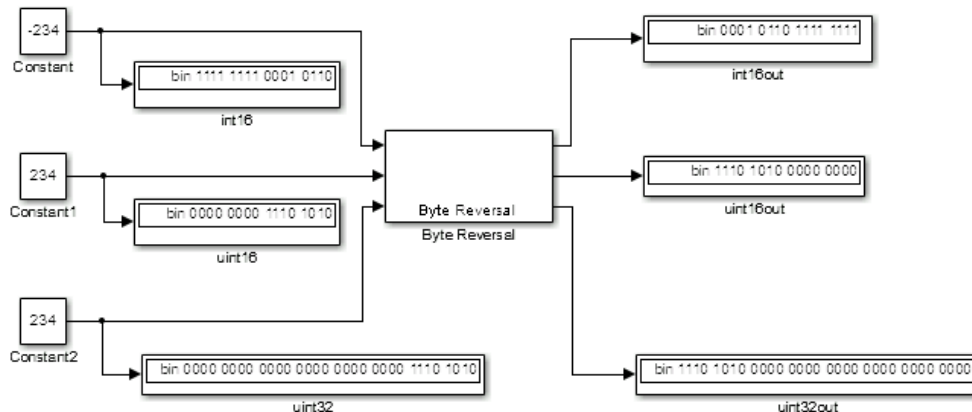 -234
Constant
bin 1111 1111 0001 0110
int16
bin 0001 0110 1111 1111
int16out
234
Constant1
bin 0000 0000 1110 1010
uint16
Byte Reversal
Byte Reversal
bin 1110 1010 0000 0000
uint16out
234
Constant2
bin 0000 0000 0000 0000 0000 0000 1110 1010
uint32
bin 1110 1010 0000 0000 0000 0000 0000 0000
uint32out